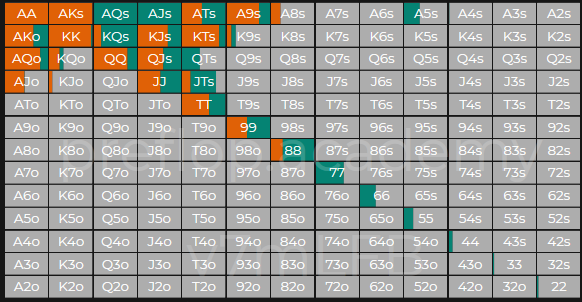 AA AKs AQs AJs ATs A9s A8s A7s A6s A5s A4s A3s A2s
AKo KK KQs KJs KTs K9s K8s K7s K6s K5s K4s K3s K2s
AQo KQo QQ QJs QTs Q9s Q8s Q7s Q6s Q5s Q4s Q3s Q2s
AJo KJo QJo JJ JTs J9s J8s J7s J6s J5s J4s J3s J2s
ATo KTo QTo JTo TT T9s T8s T7s T6s T5s T4s T3s T2s
A9o K9o Q9o J9o T9o 99 98s 97s 96s 95s 94s 93s 92s
A8o K8o Q8o J8o T8o 98o 88 87s 86s 85s 84s 83s 82s
A7o K7o Q7o J7o T7o 97o 87o 77 76s 75s 74s 73s 72s
A6o K6o Q6o J6o T6o 96o 86o 76o 66 65s 64s 63s 62s
A5o K5o Q5o J5o T5o 95o 85o 75o 65o 55 54s 53s 52s
A4o K4o Q4o J4o T4o 94o 84o 74o 64o 54o 44 43s 42s
A3o K3o Q3o J3o T3o 93o 83o 73o 63o 53o 43o 33 32s
A2o K2o Q2o J2o T2o 92o 82o 72o 62o 52o 42o 32o 22
preflop.academy